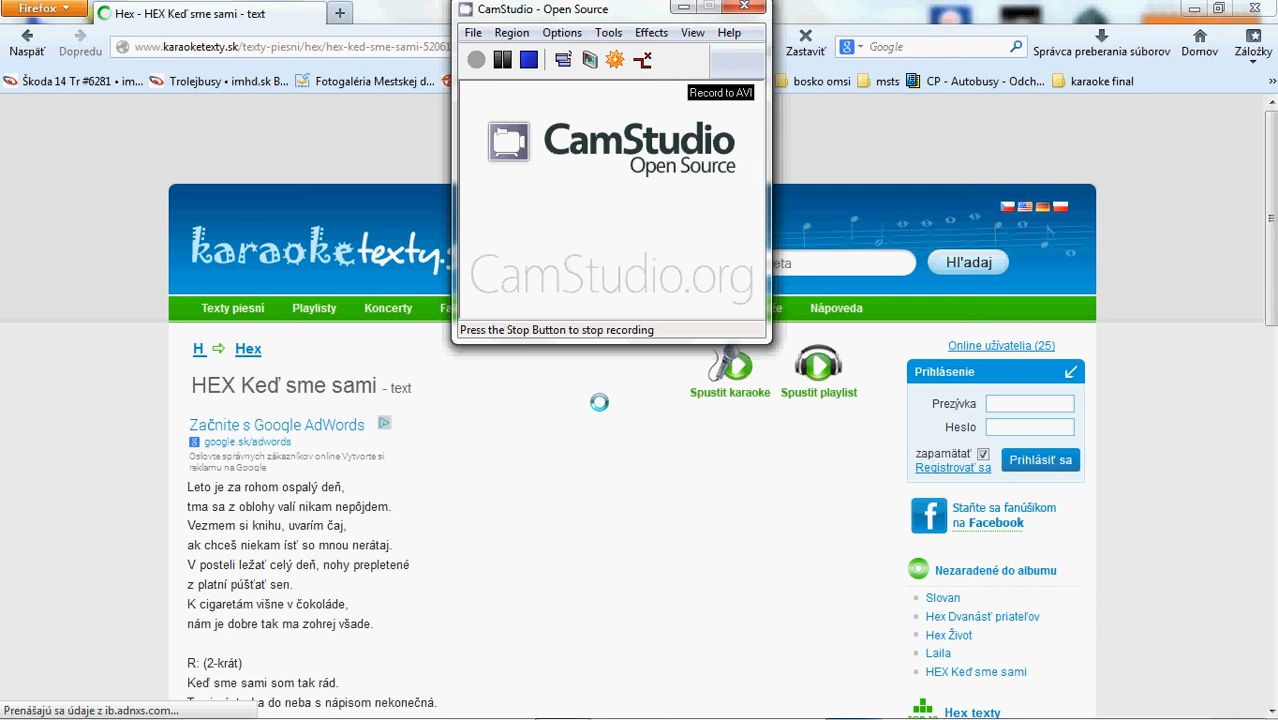 Firefox
Hex - HEX Keď sme sami - text
CamStudio - Open Source
File Region Options Tools Effects View Help
Naspäť
Dopredu
www.karaoketexty.sk/texty-piesni/hex/hex-ked-sme-sami-52061
Zastaviť
Google
Správca preberania súborov
Domov
Záložky
Škoda 14 Tr #6281 • im...
Trolejbusy • imhd.sk B...
Fotogaléria Mestskej d...
bosko omsi
msts
CP - Autobusy - Odch...
karaoke final
Record to AVI
CamStudio
Open Source
CamStudio.org
Press the Stop Button to stop recording
karaoketexty.s
eta
Hľadaj
Texty piesní
Playlisty
Koncerty
Nápoveda
H Hex
HEX Keď sme sami - text
Spustit karaoke
Spustit playlist
Online užívatelia (25)
Prihlásenie
Prezývka
Heslo
zapamätať
Registrovať sa
Prihlásiť sa
Začnite s Google AdWords
google.sk/adwords
Oslovte správnych zákazníkov online Vytvorte si
reklamu na Google
Leto je za rohom ospalý deň,
tma sa z oblohy valí nikam nepôjdem.
Vezmem si knihu, uvarím čaj,
ak chceš niekam ísť so mnou nerátaj.
V posteli ležať celý deň, nohy prepletené
z platní púšťať sen.
K cigaretám višne v čokoláde,
nám je dobre tak ma zohrej všade.
R: (2-krát)
Keď sme sami som tak rád.
do neba s nápisom nekonečná.
Staňte sa fanúšikom
na Facebook
Nezaradené do albumu
Slovan
Hex Dvanásť priateľov
Hex Život
Laila
HEX Keď sme sami
Hex texty
Prenášajú sa údaje z ib.adnxs.com...